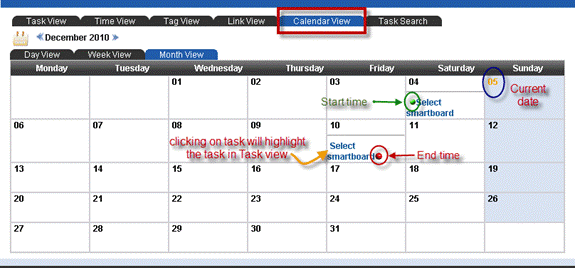 Task View Time View Tag View Link View Calendar View Task Search
December 2010
Day View Week View Month View
Monday Tuesday Wednesday Thursday Friday Saturday Sunday
01 02 03 04 05
Start time
Select
smartboard
Current
date
06 07 08 09 10 11 12
clicking on task will highlight
the task in Task view
Select
smartboard
End time
13 14 15 16 17 18 19
20 21 22 23 24 25 26
27 28 29 30 31